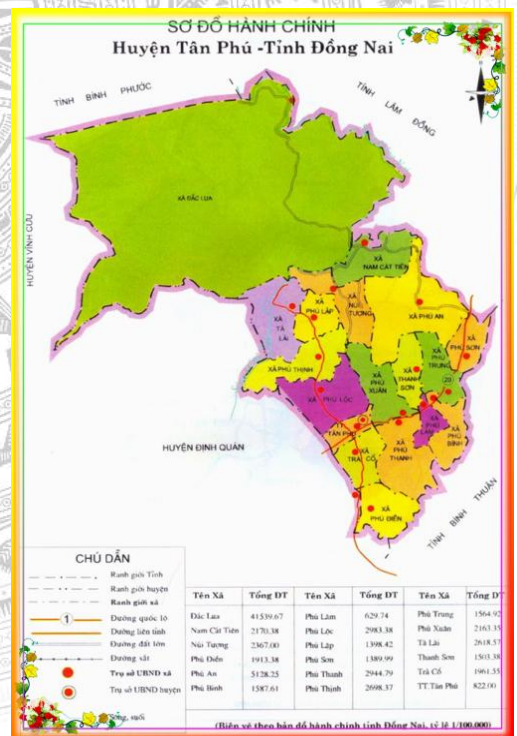 SƠ ĐỒ HÀNH CHÍNH
Huyện Tân Phú -Tỉnh Đồng Nai
TỈNH BÌNH PHƯỚC
TỈNH LÂM ĐỒNG
HUYỆN VĨNH CỬU
XÃ ĐẮC LUA
XÃ
NAM CÁT TIÊN
XÃ
TÀ
LÀI
XÃ
PHÚ LẬP
XÃ
NÚI
TƯỢNG
XÃ PHÚ AN
XÃ
PHÚ SƠN
XÃ
PHÚ
TRUNG
XÃ PHÚ THỊNH
XÃ
PHÚ
XUÂN
XÃ
THANH
SƠN
20
XÃ PHÚ LỘC
TT
TÂN PHÚ
XÃ
PHÚ
LÂM
XÃ
PHÚ
BÌNH
HUYỆN ĐỊNH QUÁN
XÃ
TRÀ CỔ
XÃ
PHÚ
THANH
XÃ
PHÚ ĐIỀN
TỈNH BÌNH THUẬN
CHÚ DẪN
Ranh giới Tỉnh
Ranh giới huyện
Ranh giới xã
1 Đường quốc lộ
Đường liên tỉnh
Đường đất lớn
Đường sắt
Trụ sở UBND xã
Trụ sở UBND huyện
Sông, suối
Tên Xã Tổng DT Tên Xã Tổng DT Tên Xã Tổng DT
Đắc Lua 41539.67 Phú Lâm 629.74 Phú Trung 1564.92
Nam Cát Tiên 2170.38 Phú Lộc 2983.38 Phú Xuân 2163.35
Núi Tượng 2367.00 Phú Lập 1398.42 Tà Lài 2618.57
Phú Điền 1913.38 Phú Sơn 1389.99 Thanh Sơn 1503.38
Phú An 5128.25 Phú Thanh 2944.79 Trà Cổ 1961.55
Phú Bình 1587.61 Phú Thịnh 2698.37 TT.Tân Phú 822.00
(Biên vẽ theo bản đồ hành chính tỉnh Đồng Nai, tỷ lệ 1/100.000)